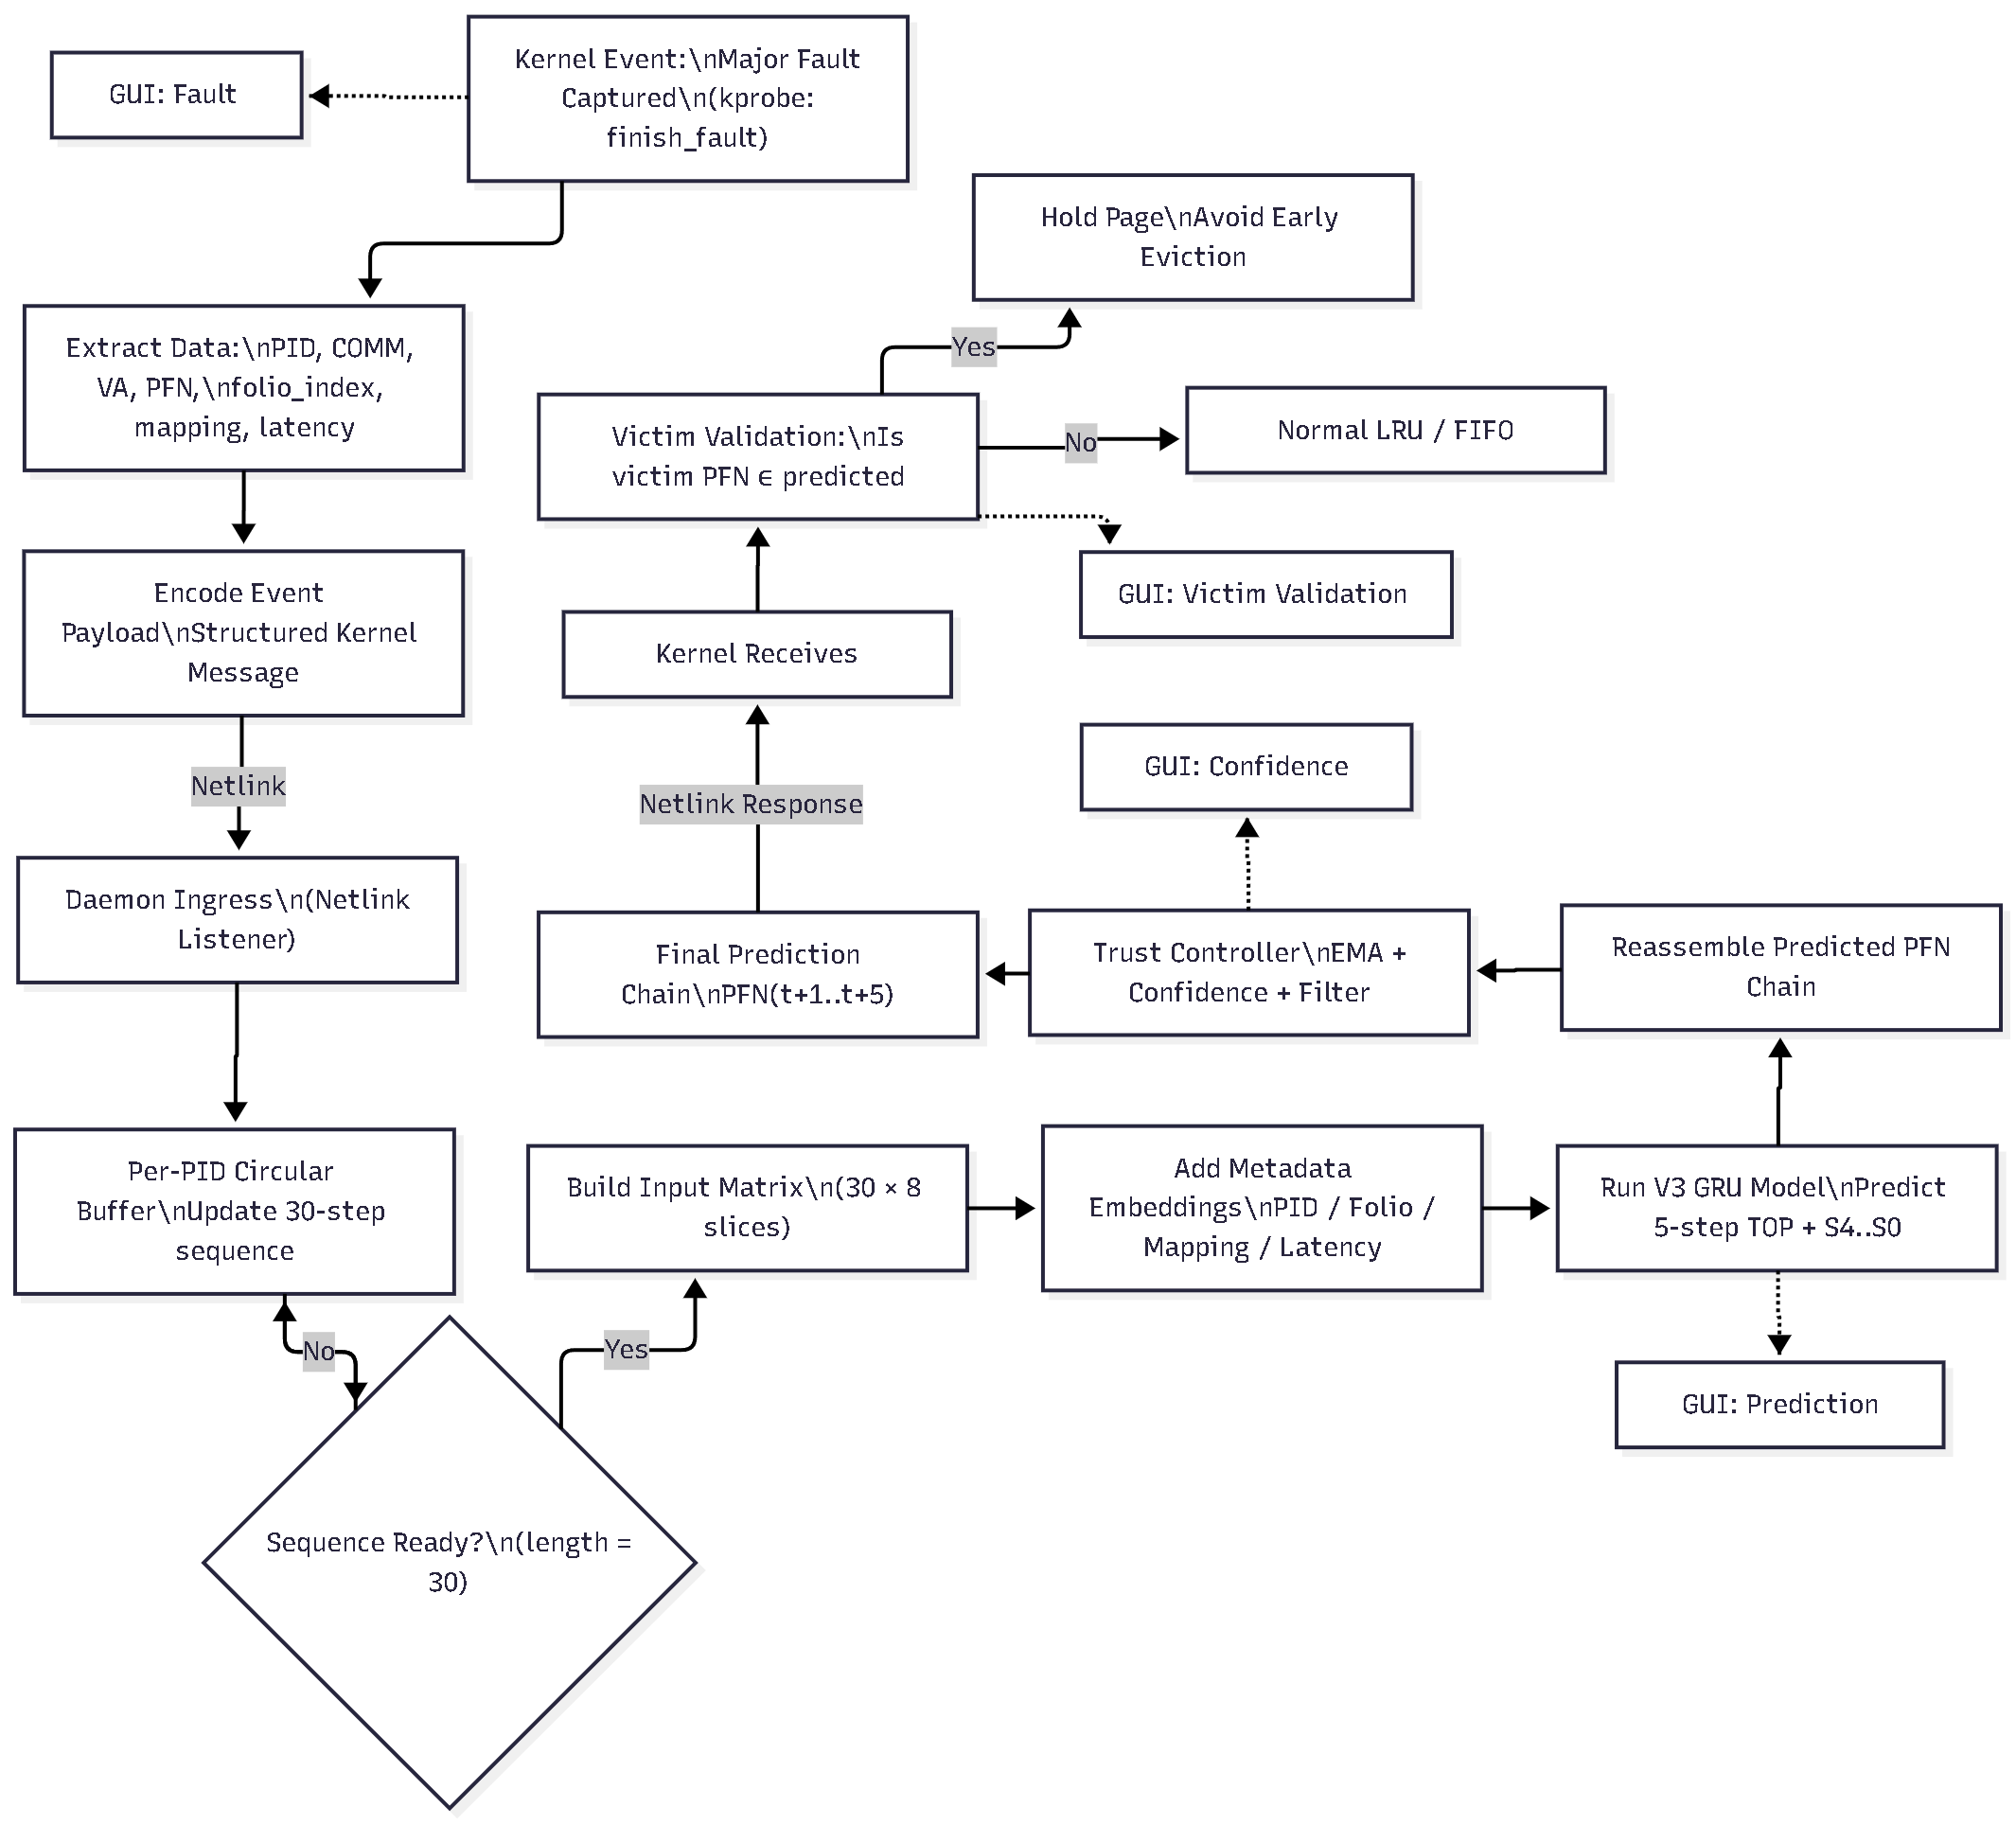 GUI: Fault
Kernel Event:\nMajor Fault
Captured\n(kprobe:
finish_fault)
Extract Data:\nPID, COMM,
VA, PFN,\nfolio_index,
mapping, latency
Encode Event
Payload\nStructured Kernel
Message
Netlink
Daemon Ingress\n(Netlink
Listener)
Per-PID Circular
Buffer\nUpdate 30-step
sequence
No
Sequence Ready?\n(length =
30)
Yes
Build Input Matrix\n(30 × 8
slices)
Add Metadata
Embeddings\nPID / Folio /
Mapping / Latency
Run V3 GRU Model\nPredict
5-step TOP + S4..S0
GUI: Prediction
Reassemble Predicted PFN
Chain
Trust Controller\nEMA +
Confidence + Filter
GUI: Confidence
Final Prediction
Chain\nPFN(t+1..t+5)
Netlink Response
Kernel Receives
Victim Validation:\nIs
victim PFN ∈ predicted
GUI: Victim Validation
No
Normal LRU / FIFO
Yes
Hold Page\nAvoid Early
Eviction